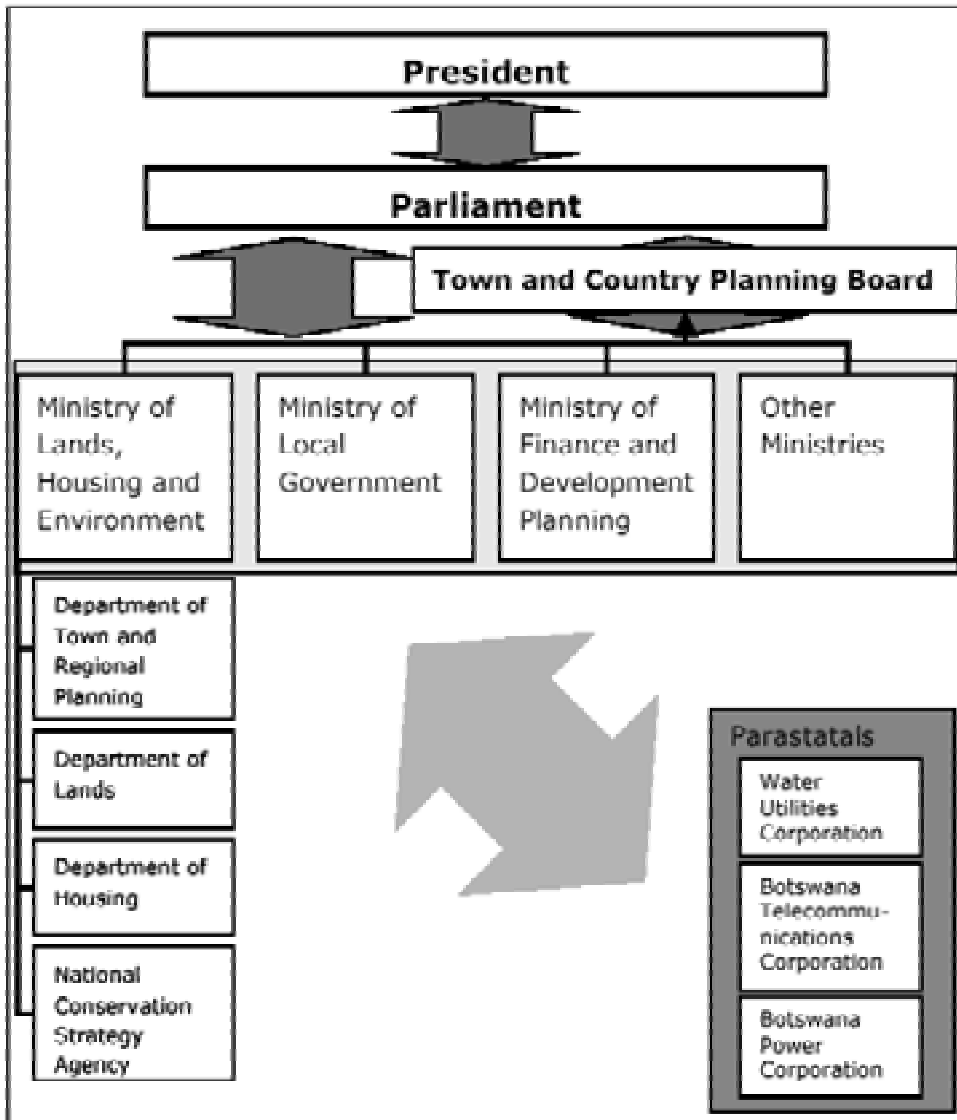 President
Parliament
Town and Country Planning Board
Ministry of
Lands,
Housing and
Environment
Ministry of
Local
Government
Ministry of
Finance and
Development
Planning
Other
Ministries
Department of
Town and
Regional
Planning
Department of
Lands
Department of
Housing
National
Conservation
Strategy
Agency
Parastatals
Water
Utilities
Corporation
Botswana
Telecommu-
nications
Corporation
Botswana
Power
Corporation